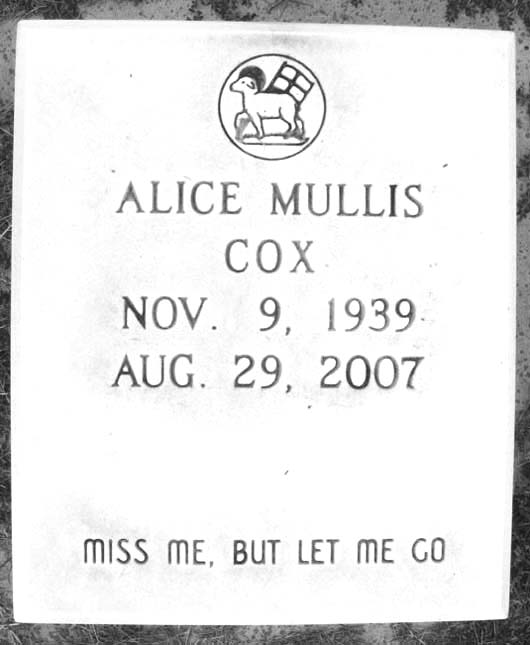 ALICE MULLIS
COX
NOV. 9, 1939
AUG. 29, 2007
MISS ME, BUT LET ME GO